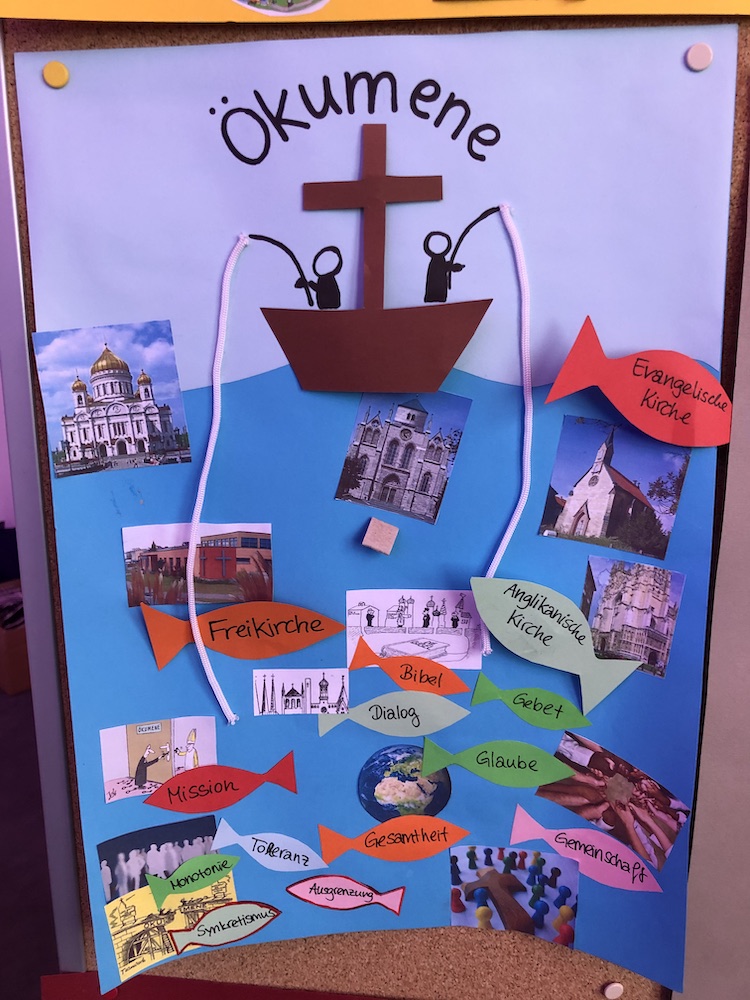 Ökumene
Evangelische
Kirche
Freikirche
Anglikanische
Kirche
Bibel
Dialog
Gebet
ÖKUMENE
Mission
Glaube
Toleranz
Gesamtheit
Gemeinschaft
Monotonie
Ausgrenzung
Synkretismus